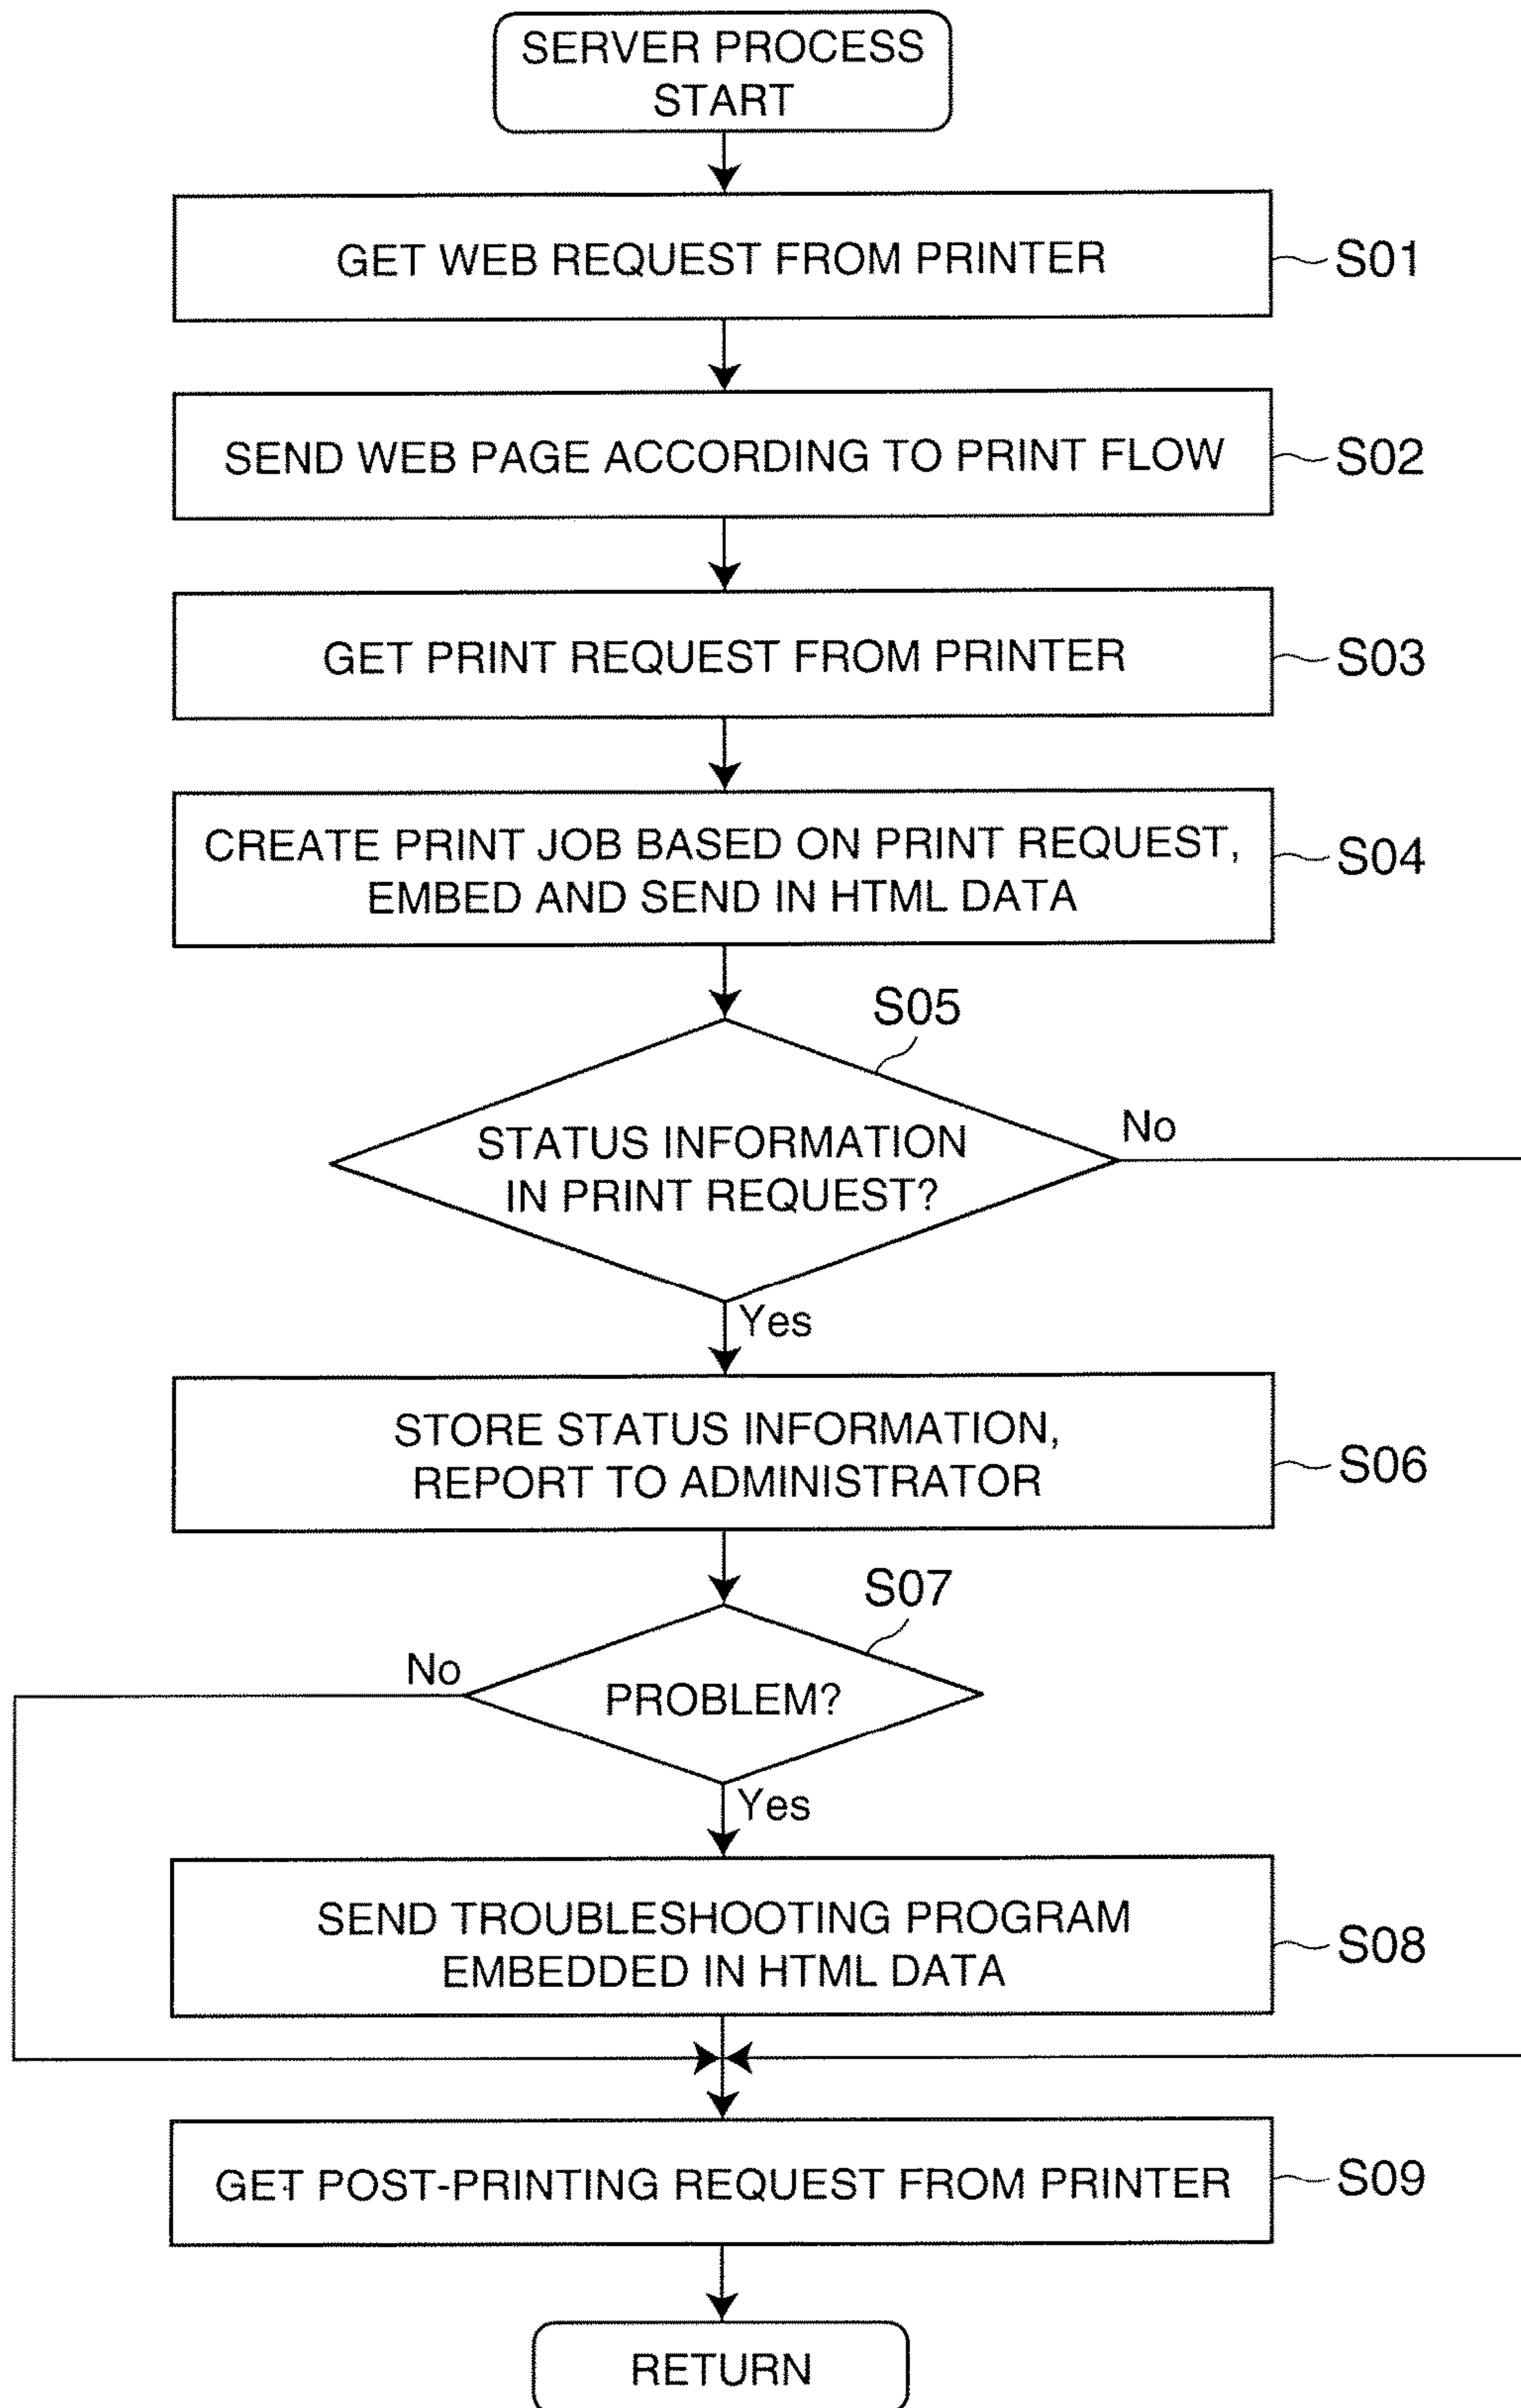 SERVER PROCESS
START
GET WEB REQUEST FROM PRINTER
S01
SEND WEB PAGE ACCORDING TO PRINT FLOW
S02
GET PRINT REQUEST FROM PRINTER
S03
CREATE PRINT JOB BASED ON PRINT REQUEST,
EMBED AND SEND IN HTML DATA
S04
S05
STATUS INFORMATION
IN PRINT REQUEST?
No
Yes
STORE STATUS INFORMATION,
REPORT TO ADMINISTRATOR
S06
S07
No
PROBLEM?
Yes
SEND TROUBLESHOOTING PROGRAM
EMBEDDED IN HTML DATA
S08
GET POST-PRINTING REQUEST FROM PRINTER
S09
RETURN